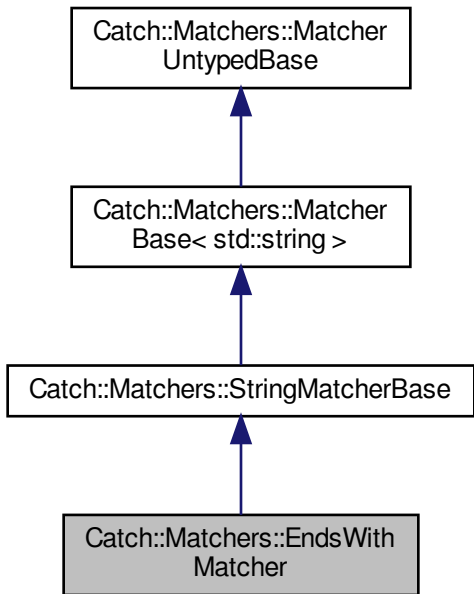 Catch::Matchers::Matcher
UntypedBase
Catch::Matchers::Matcher
Base< std::string >
Catch::Matchers::StringMatcherBase
Catch::Matchers::EndsWith
Matcher